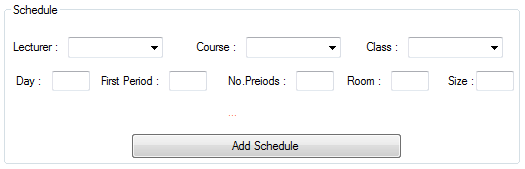 Schedule
Lecturer : Course : Class :
Day : First Period : No.Preiods : Room : Size :
...
Add Schedule